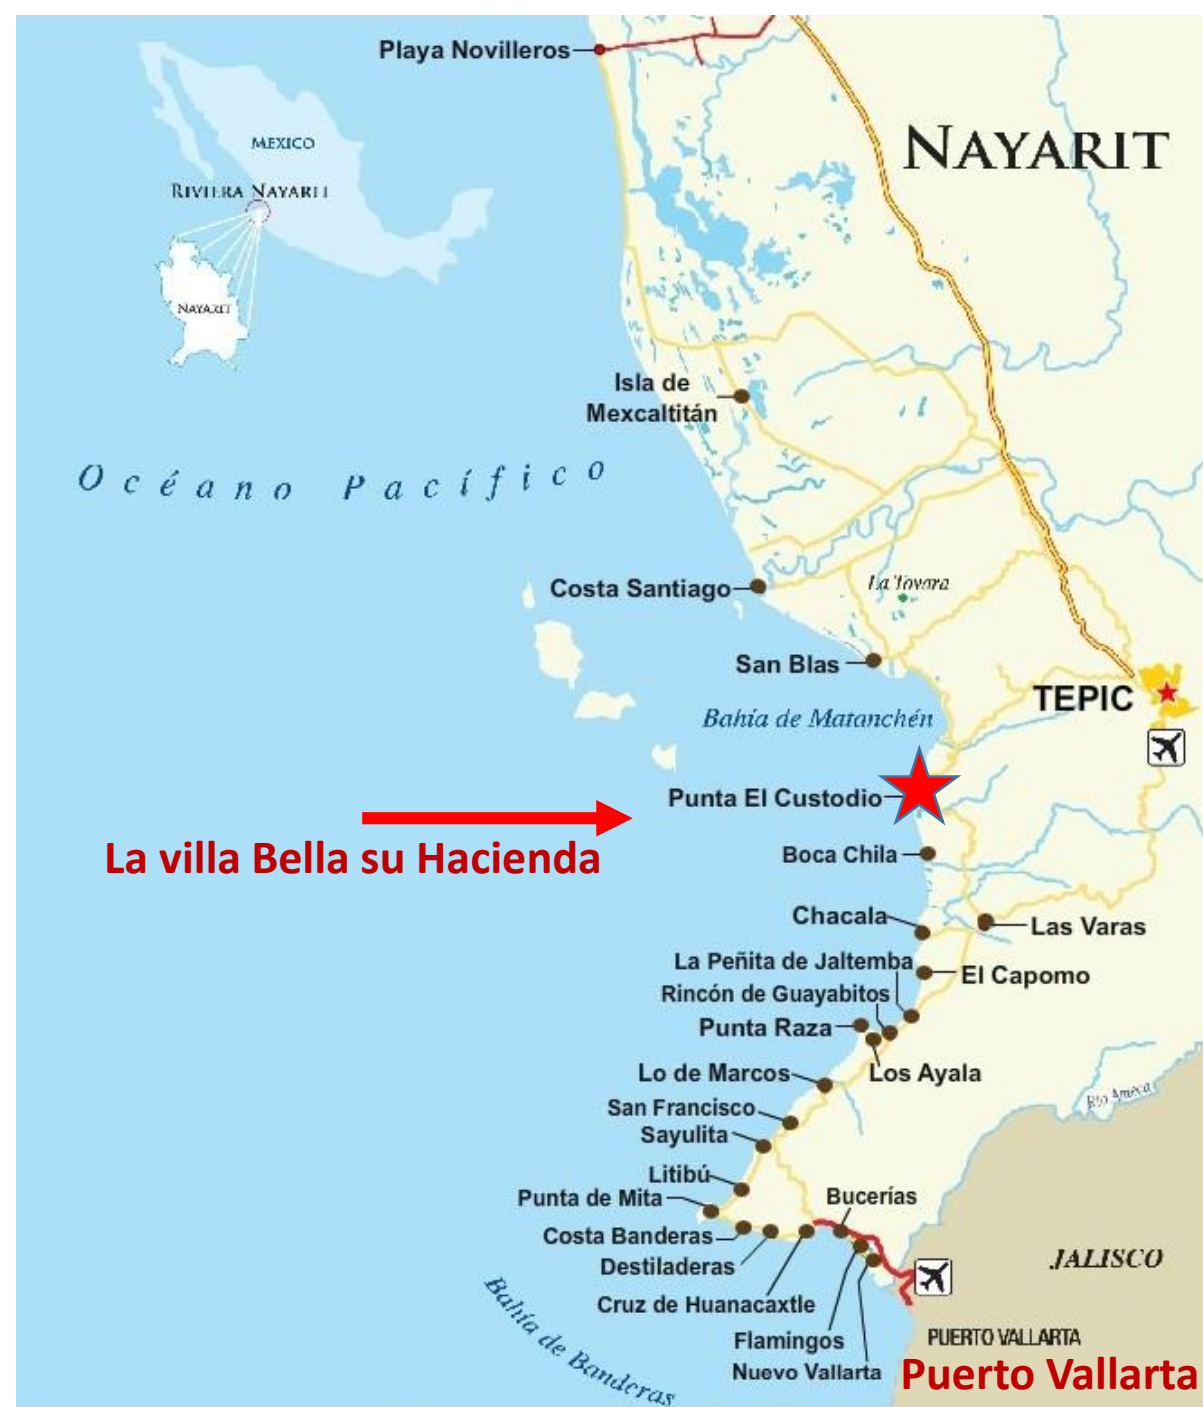 Playa Novilleros
NAYARIT
MEXICO
RIVIERA NAYARIT
NAYARIT
Isla de
Mexcaltitán
Océano Pacífico
Costa Santiago
La Tovara
San Blas
TEPIC
Bahía de Matanchén
Punta El Custodio
La villa Bella su Hacienda
Boca Chila
Chacala
Las Varas
La Peñita de Jaltemba
El Capomo
Rincón de Guayabitos
Punta Raza
Lo de Marcos
Los Ayala
Río Ameca
San Francisco
Sayulita
Litibú
Punta de Mita
Bucerías
Costa Banderas
Destiladeras
JALISCO
Cruz de Huanacaxtle
Bahía de Banderas
Flamingos
PUERTO VALLARTA
Nuevo Vallarta
Puerto Vallarta